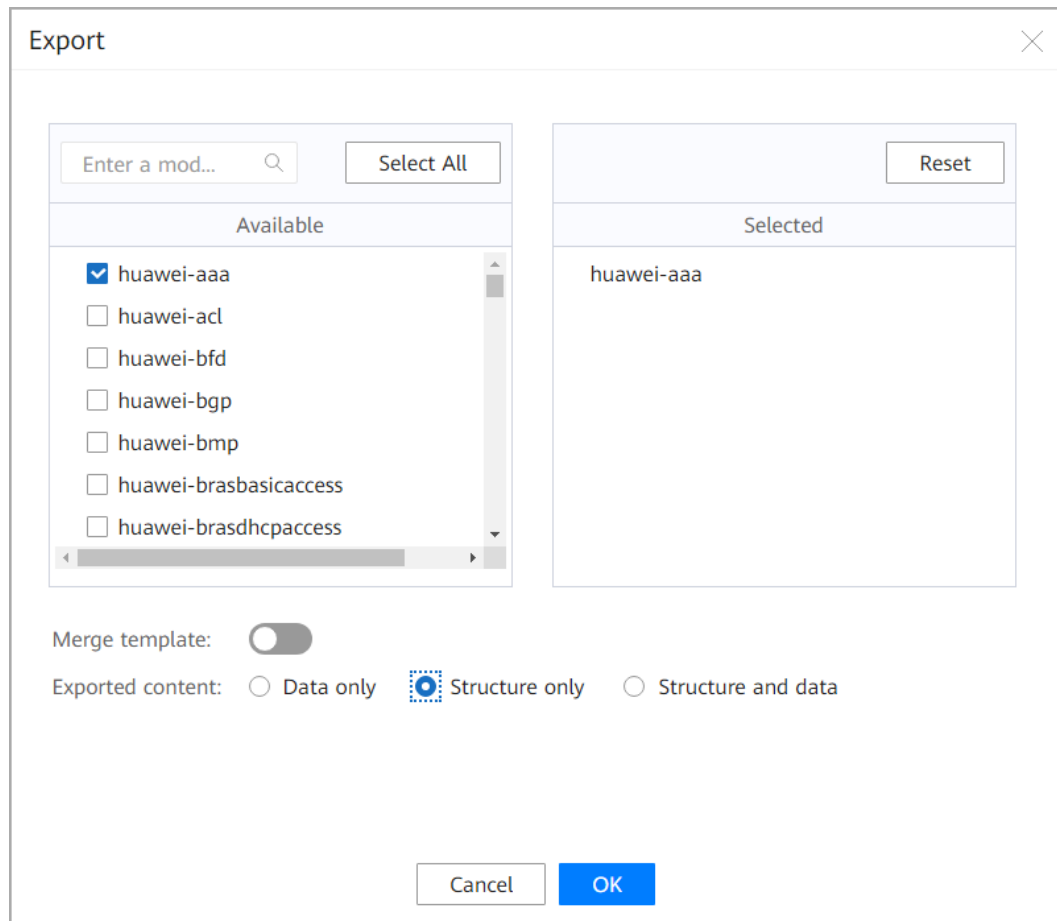 Export
Enter a mod...
Select All
Reset
Available
Selected
huawei-aaa
huawei-acl
huawei-bfd
huawei-bgp
huawei-bmp
huawei-brasbasicaccess
huawei-brasdhcpaccess
huawei-aaa
Merge template:
Exported content:
Data only
Structure only
Structure and data
Cancel
OK